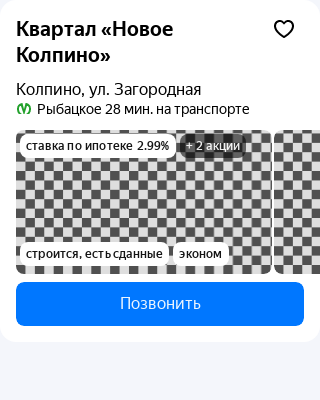 Квартал «Новое
Колпино»
Колпино, ул. Загородная
Рыбацкое 28 мин. на транспорте
ставка по ипотеке 2.99%
+ 2 акции
строится, есть сданные
эконом
Позвонить